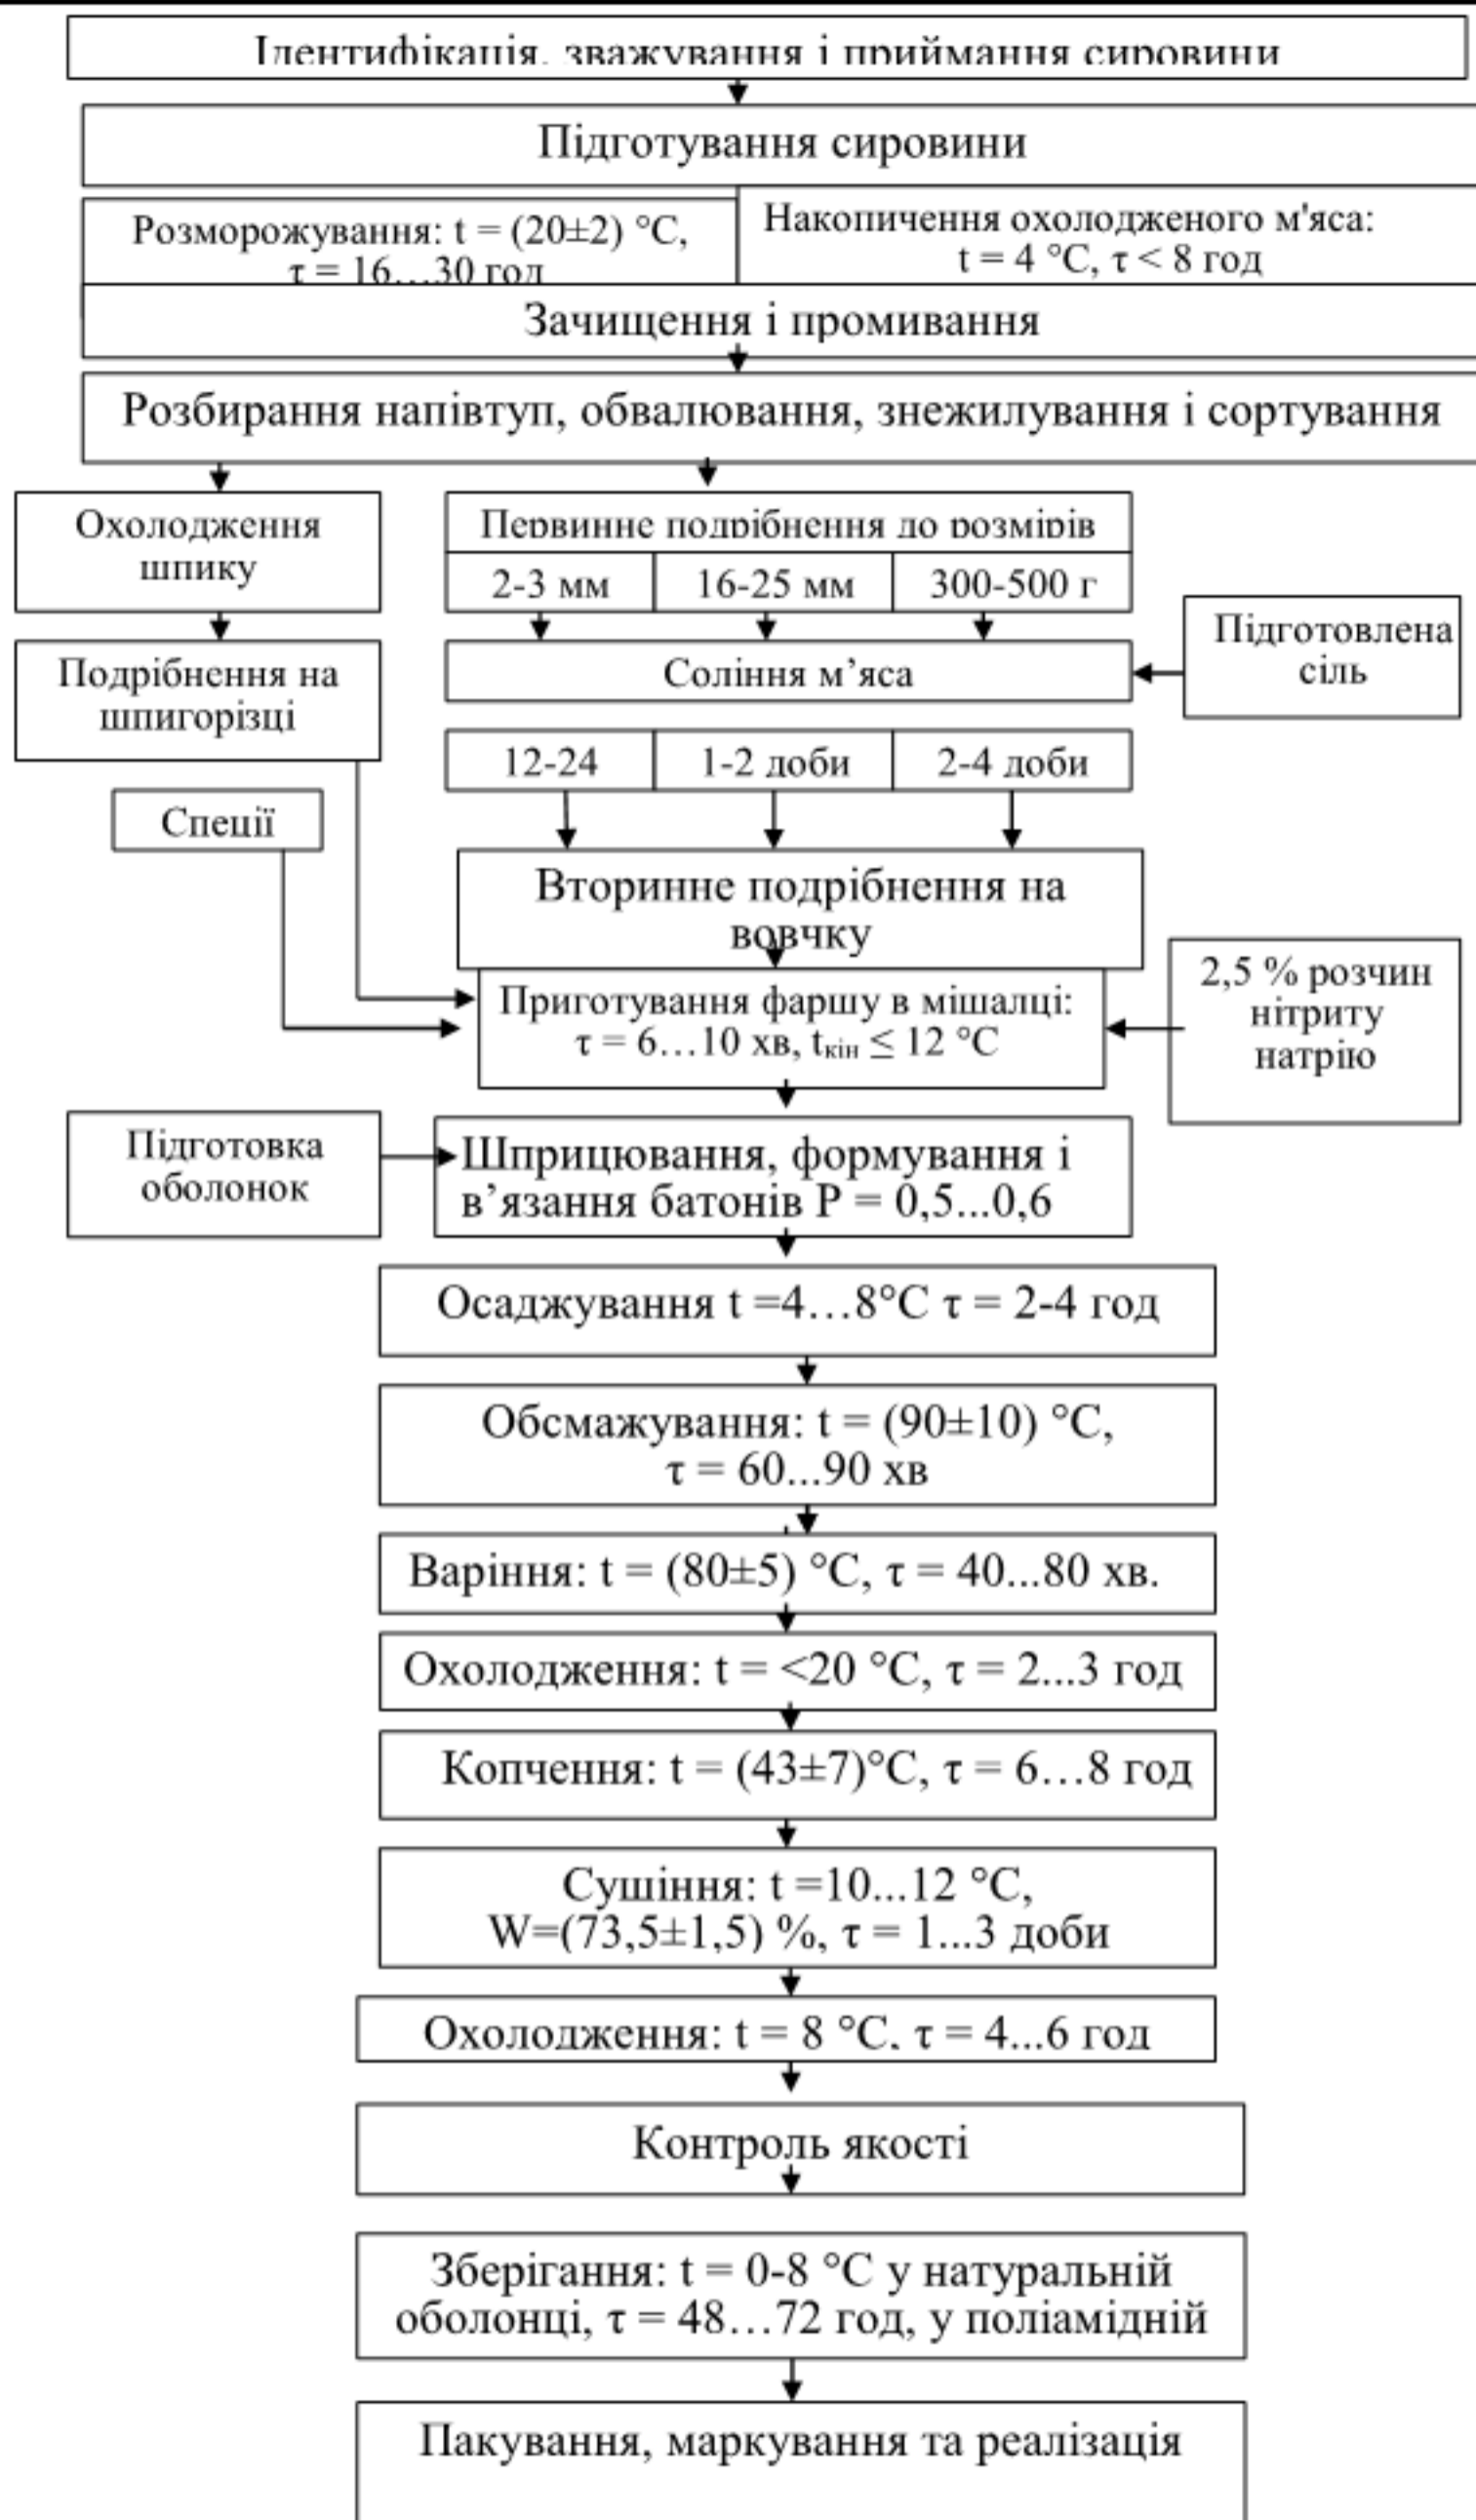 Ідентифікація, зважування і приймання сировини
Підготування сировини
Розморожування: t = (20±2) °С,
τ = 16…30 год
Накопичення охолодженого м'яса:
t = 4 °С, τ < 8 год
Зачищення і промивання
Розбирання напівтуп, обвалювання, знежилування і сортування
Охолодження
шпику
Первинне подрібнення до розмірів
2-3 мм
16-25 мм
300-500 г
Подрібнення на
шпигорізці
Соління м’яса
Підготовлена
сіль
12-24
1-2 доби
2-4 доби
Спеції
Вторинне подрібнення на
вовчку
Приготування фаршу в мішалці:
τ = 6…10 хв, tкін ≤ 12 °С
2,5 % розчин
нітриту
натрію
Підготовка
оболонок
Шприцювання, формування і
в’язання батонів Р = 0,5...0,6
Осаджування t =4…8°С τ = 2-4 год
Обсмажування: t = (90±10) °С,
τ = 60...90 хв
Варіння: t = (80±5) °С, τ = 40...80 хв.
Охолодження: t = <20 °С, τ = 2...3 год
Копчення: t = (43±7)°С, τ = 6…8 год
Сушіння: t =10...12 °С,
W=(73,5±1,5) %, τ = 1...3 доби
Охолодження: t = 8 °С, τ = 4...6 год
Контроль якості
Зберігання: t = 0-8 °С у натуральній
оболонці, τ = 48…72 год, у поліамідній
Пакування, маркування та реалізація